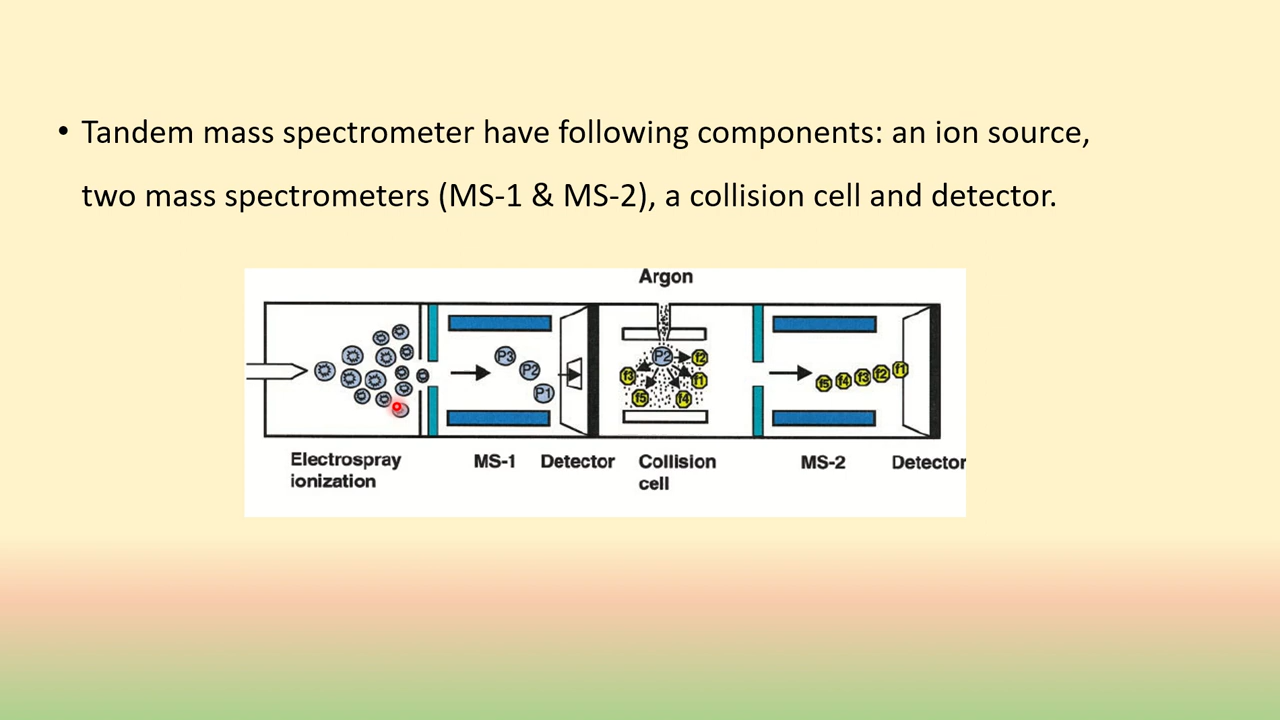 • Tandem mass spectrometer have following components: an ion source,
two mass spectrometers (MS-1 & MS-2), a collision cell and detector.
Argon
P3
P2
P1
P2
f2
f3
f1
f5
f4
f5 f4 f3 f2 f1
Electrospray
ionization
MS-1
Detector
Collision
cell
MS-2
Detector